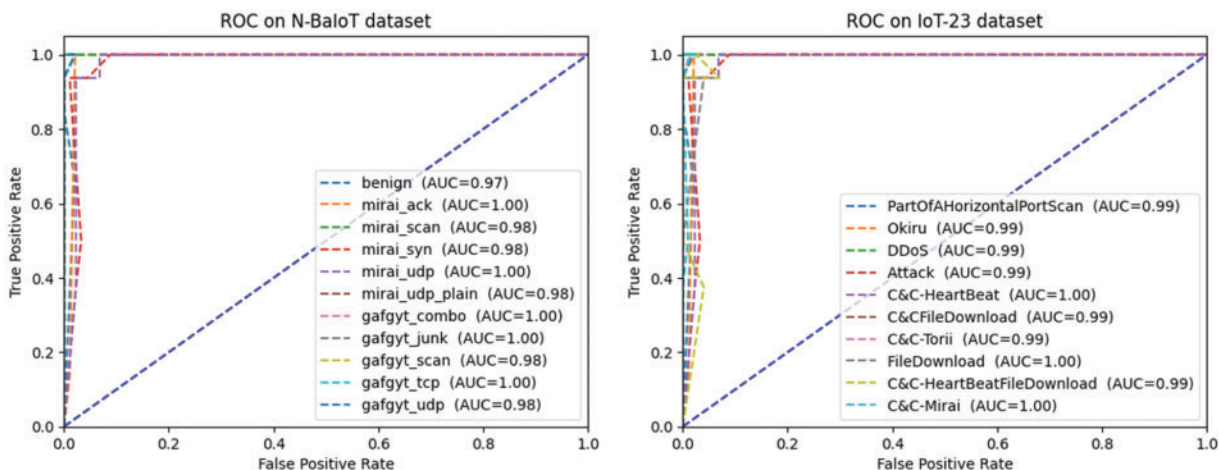 ROC on N-BaIoT dataset
True Positive Rate
1.0
0.8
0.6
0.4
0.2
0.0
benign (AUC=0.97)
mirai_ack (AUC=1.00)
mirai_scan (AUC=0.98)
mirai_syn (AUC=0.98)
mirai_udp (AUC=1.00)
mirai_udp_plain (AUC=0.98)
gafgyt_combo (AUC=1.00)
gafgyt_junk (AUC=1.00)
gafgyt_scan (AUC=0.98)
gafgyt_tcp (AUC=1.00)
gafgyt_udp (AUC=0.98)
0.0 0.2 0.4 0.6 0.8 1.0
False Positive Rate
ROC on IoT-23 dataset
True Positive Rate
1.0
0.8
0.6
0.4
0.2
0.0
PartOfAHorizontalPortScan (AUC=0.99)
Okiru (AUC=0.99)
DDoS (AUC=0.99)
Attack (AUC=0.99)
C&C-HeartBeat (AUC=1.00)
C&CFileDownload (AUC=0.99)
C&C-Torii (AUC=0.99)
FileDownload (AUC=1.00)
C&C-HeartBeatFileDownload (AUC=0.99)
C&C-Mirai (AUC=1.00)
0.0 0.2 0.4 0.6 0.8 1.0
False Positive Rate